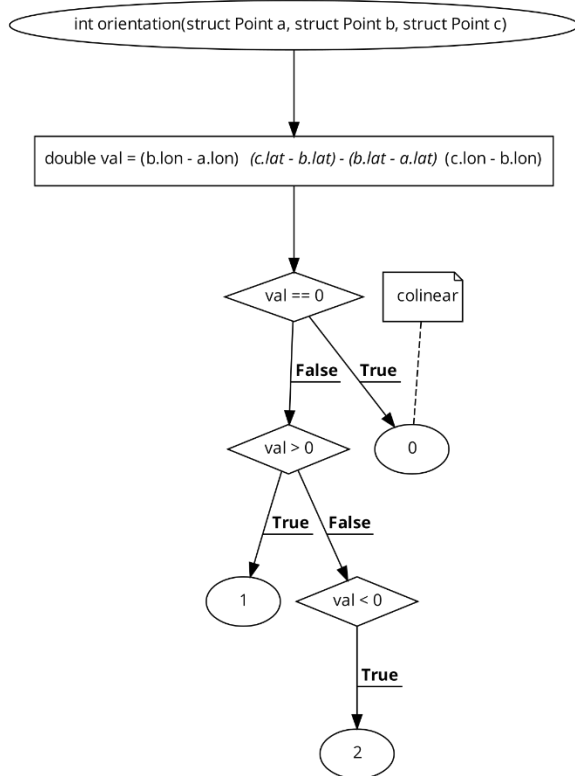 int orientation(struct Point a, struct Point b, struct Point c)
double val = (b.lon - a.lon) (c.lat - b.lat) - (b.lat - a.lat) (c.lon - b.lon)
val == 0
colinear
False
True
val > 0
0
True
False
1
val < 0
True
2